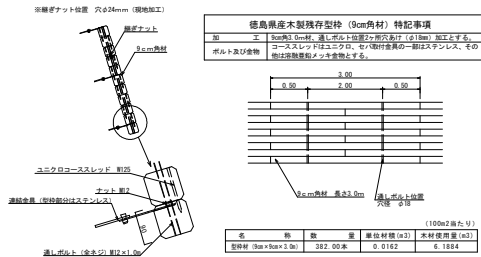 ※継ぎナット位置 穴φ24mm（現地加工）
継ぎナット
9cm角材
ユニクロコーススレッド M125
ナット M12
連結金具（型枠部分はステンレス）
90
通しボルト（全ネジ）M12×1.0m
徳島県産木製残存型枠（9cm角材）特記事項
加 工 9cm角3.0m材、通しボルト位置2ヶ所穴あけ（φ18mm）加工とする。
ボルト及び金物 コーススレッドはユニクロ、セパ取付金具の一部はステンレス、その
他は溶融亜鉛メッキ金物とする。
3.00
0.50 2.00 0.50
9cm角材 長さ3.0m
通しボルト位置
穴径 φ18
(100m2当たり)
名 称 数 量 単位材積(m3) 木材使用量(m3)
型枠材 (9cm×9cm×3.0m) 382.00本 0.0162 6.1884